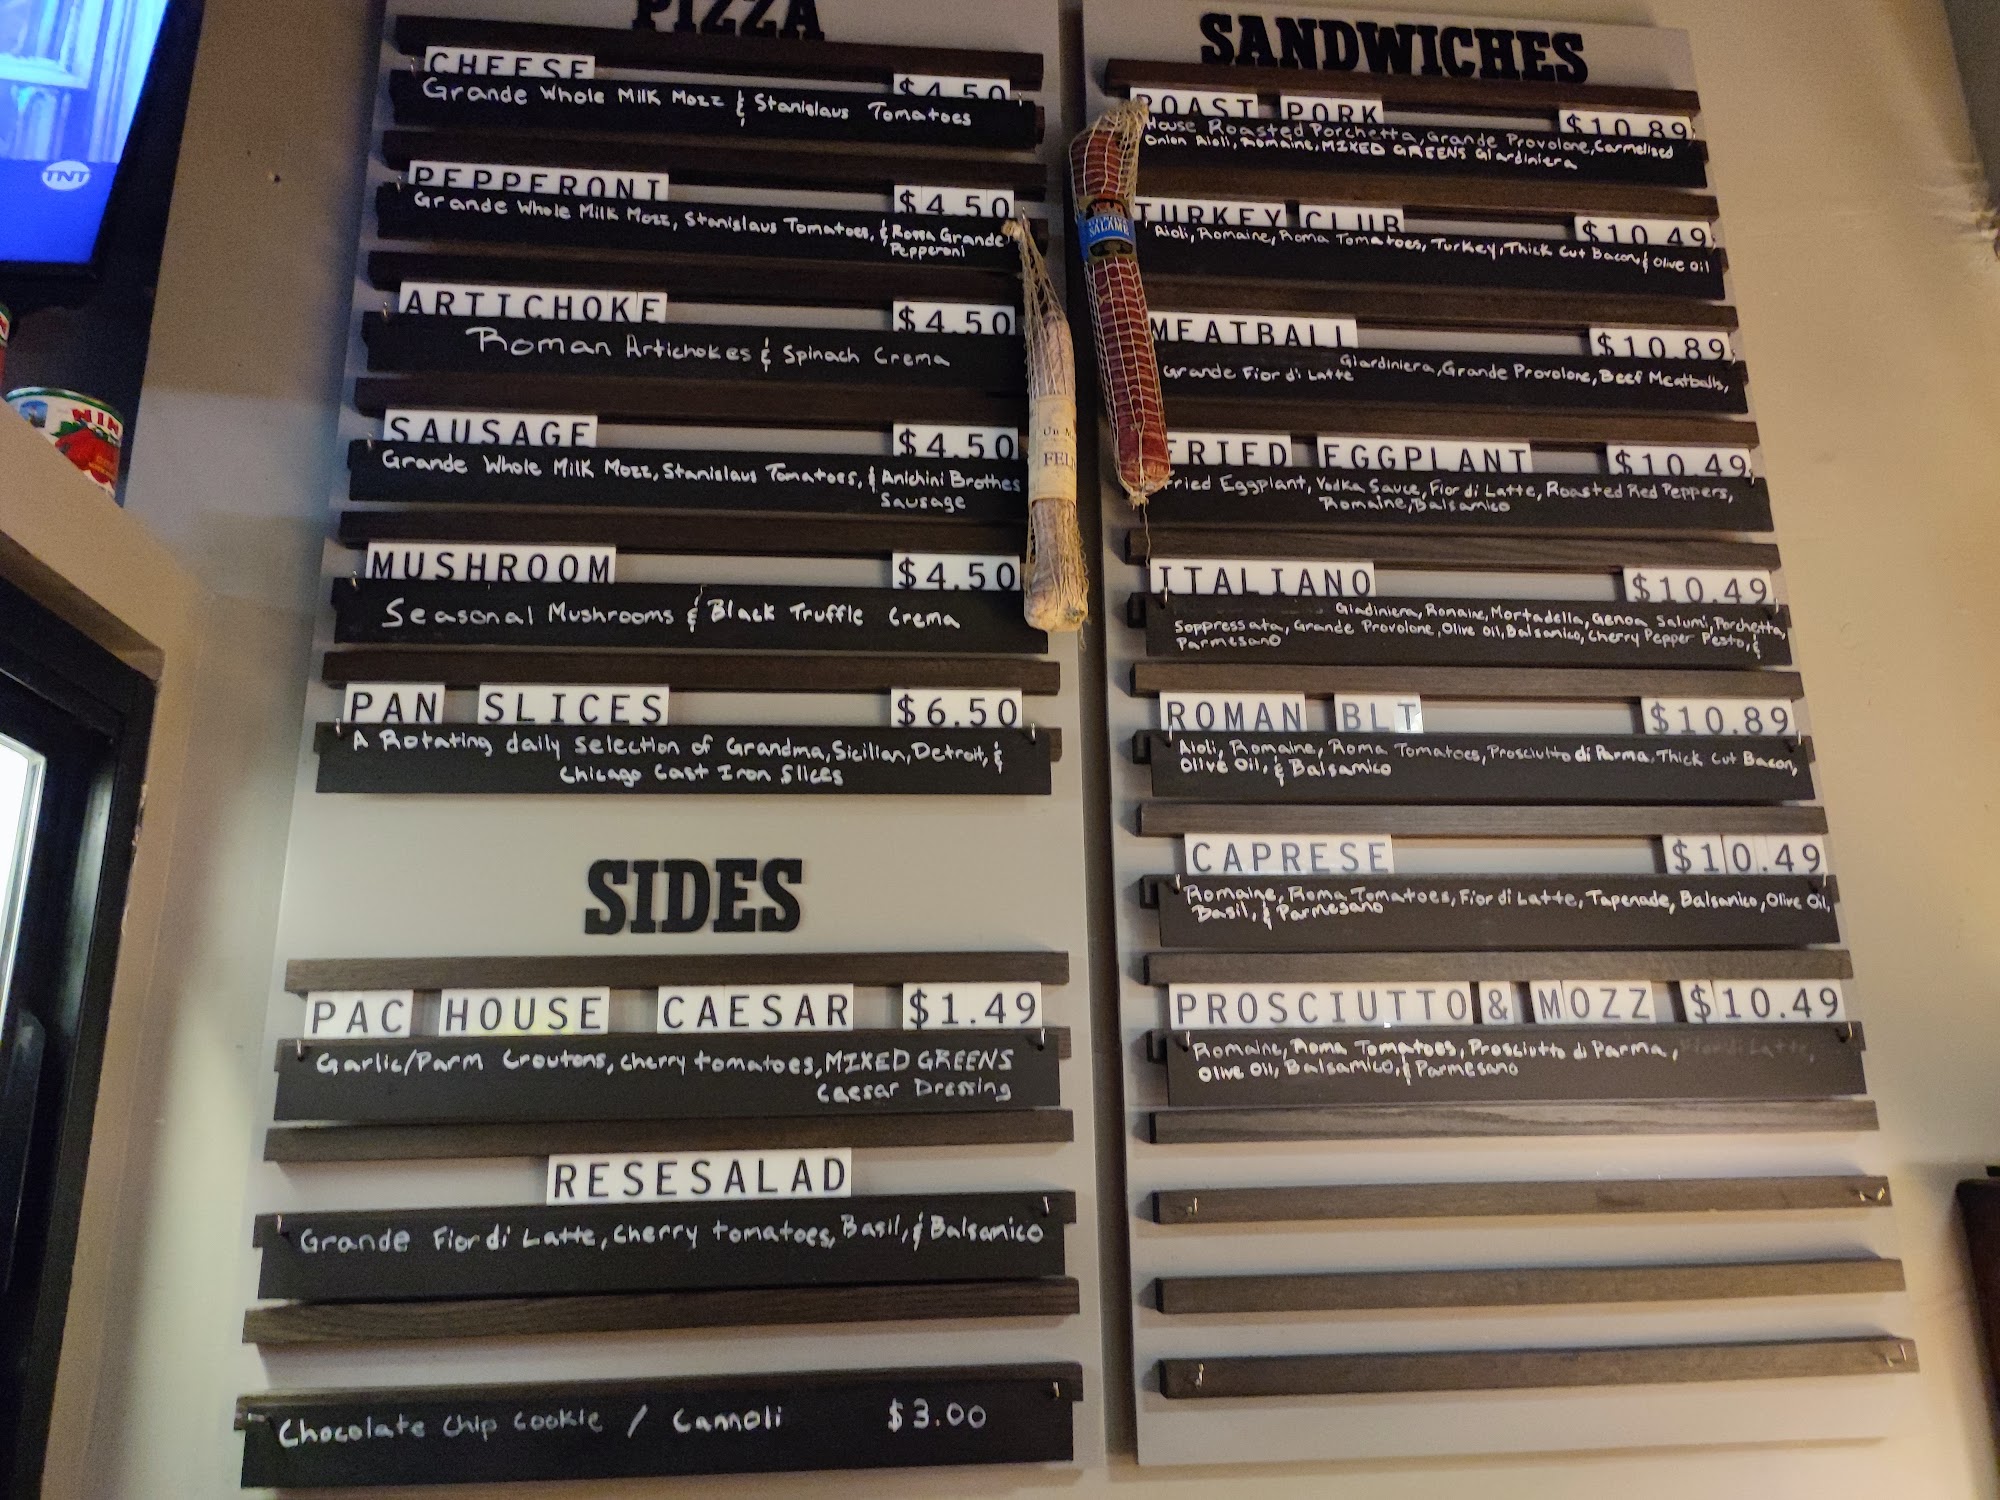 PIZZA
CHEESE $4.50
Grande Whole Milk Mozz & Stanislaus Tomatoes
PEPPERONI $4.50
Grande Whole Milk Mozz, Stanislaus Tomatoes, & Roma Grande
Pepperoni
ARTICHOKE $4.50
Roman Artichokes & Spinach Crema
SAUSAGE $4.50
Grande Whole Milk Mozz, Stanislaus Tomatoes, & Anichini Brothes
Sausage
MUSHROOM $4.50
Seasonal Mushrooms & Black Truffle Crema
PAN SLICES $6.50
A Rotating daily selection of Grandma, Sicilian, Detroit, &
Chicago Cast Iron Slices
SIDES
PAC HOUSE CAESAR $1.49
Garlic/Parm Croutons, cherry tomatoes, MIXED GREENS
Caesar Dressing
RESESALAD
Grande Fior di Latte, cherry tomatoes, Basil, & Balsamico
Chocolate Chip Cookie / Cannoli $3.00
SANDWICHES
ROAST PORK $10.89
House Roasted Porchetta, Grande Provolone, Carmelized
Onion Aioli, Romaine, MIXED GREENS Giardiniera
TURKEY CLUB $10.49
Aioli, Romaine, Roma Tomatoes, Turkey, Thick Cut Bacon, & Olive Oil
MEATBALL $10.89
Giardiniera, Grande Provolone, Beef Meatballs,
Grande Fior di Latte
FRIED EGGPLANT $10.49
Fried Eggplant, Vodka Sauce, Fior di Latte, Roasted Red Peppers,
Romaine, Balsamico
ITALIANO $10.49
Giadiniera, Romaine, Mortadella, Genoa Salumi, Porchetta,
Soppressata, Grande Provolone, Olive Oil, Balsamico, Cherry Pepper Pesto, &
Parmesano
ROMAN BLT $10.89
Aioli, Romaine, Roma Tomatoes, Prosciutto di Parma, Thick Cut Bacon,
Olive Oil, & Balsamico
CAPRESE $10.49
Romaine, Roma Tomatoes, Fior di Latte, Tapenade, Balsamico, Olive Oil,
Basil, & Parmesano
PROSCIUTTO & MOZZ $10.49
Romaine, Roma Tomatoes, Prosciutto di Parma, Fior di Latte,
Olive Oil, Balsamico, & Parmesano
TNT
SALAME